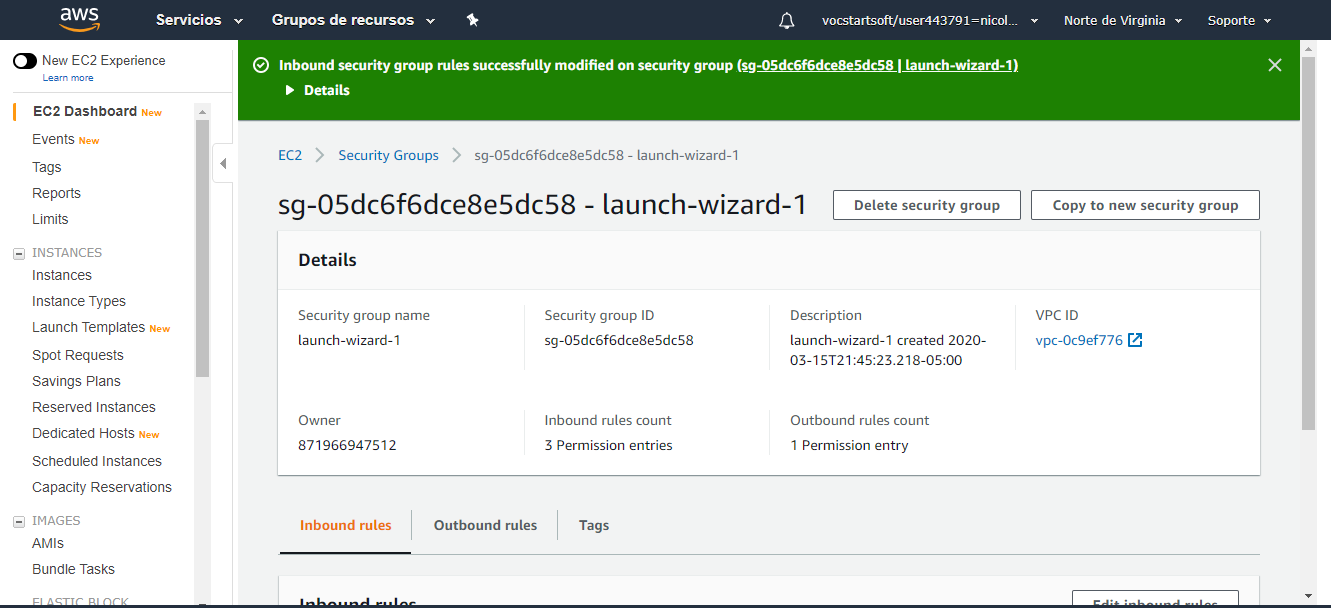 aws Servicios Grupos de recursos vocstartsoft/user443791=nicol... Norte de Virginia Soporte
New EC2 Experience
Learn more
EC2 Dashboard New
Events New
Tags
Reports
Limits
INSTANCES
Instances
Instance Types
Launch Templates New
Spot Requests
Savings Plans
Reserved Instances
Dedicated Hosts New
Scheduled Instances
Capacity Reservations
IMAGES
AMIs
Bundle Tasks
ELASTIC BLOCK
Inbound security group rules successfully modified on security group (sg-05dc6f6dce8e5dc58 | launch-wizard-1)
Details
EC2 Security Groups sg-05dc6f6dce8e5dc58 - launch-wizard-1
sg-05dc6f6dce8e5dc58 - launch-wizard-1 Delete security group Copy to new security group
Details
Security group name Security group ID Description VPC ID
launch-wizard-1 sg-05dc6f6dce8e5dc58 launch-wizard-1 created 2020- vpc-0c9ef776
03-15T21:45:23.218-05:00
Owner Inbound rules count Outbound rules count
871966947512 3 Permission entries 1 Permission entry
Inbound rules Outbound rules Tags
Inbound rules Edit inbound rules